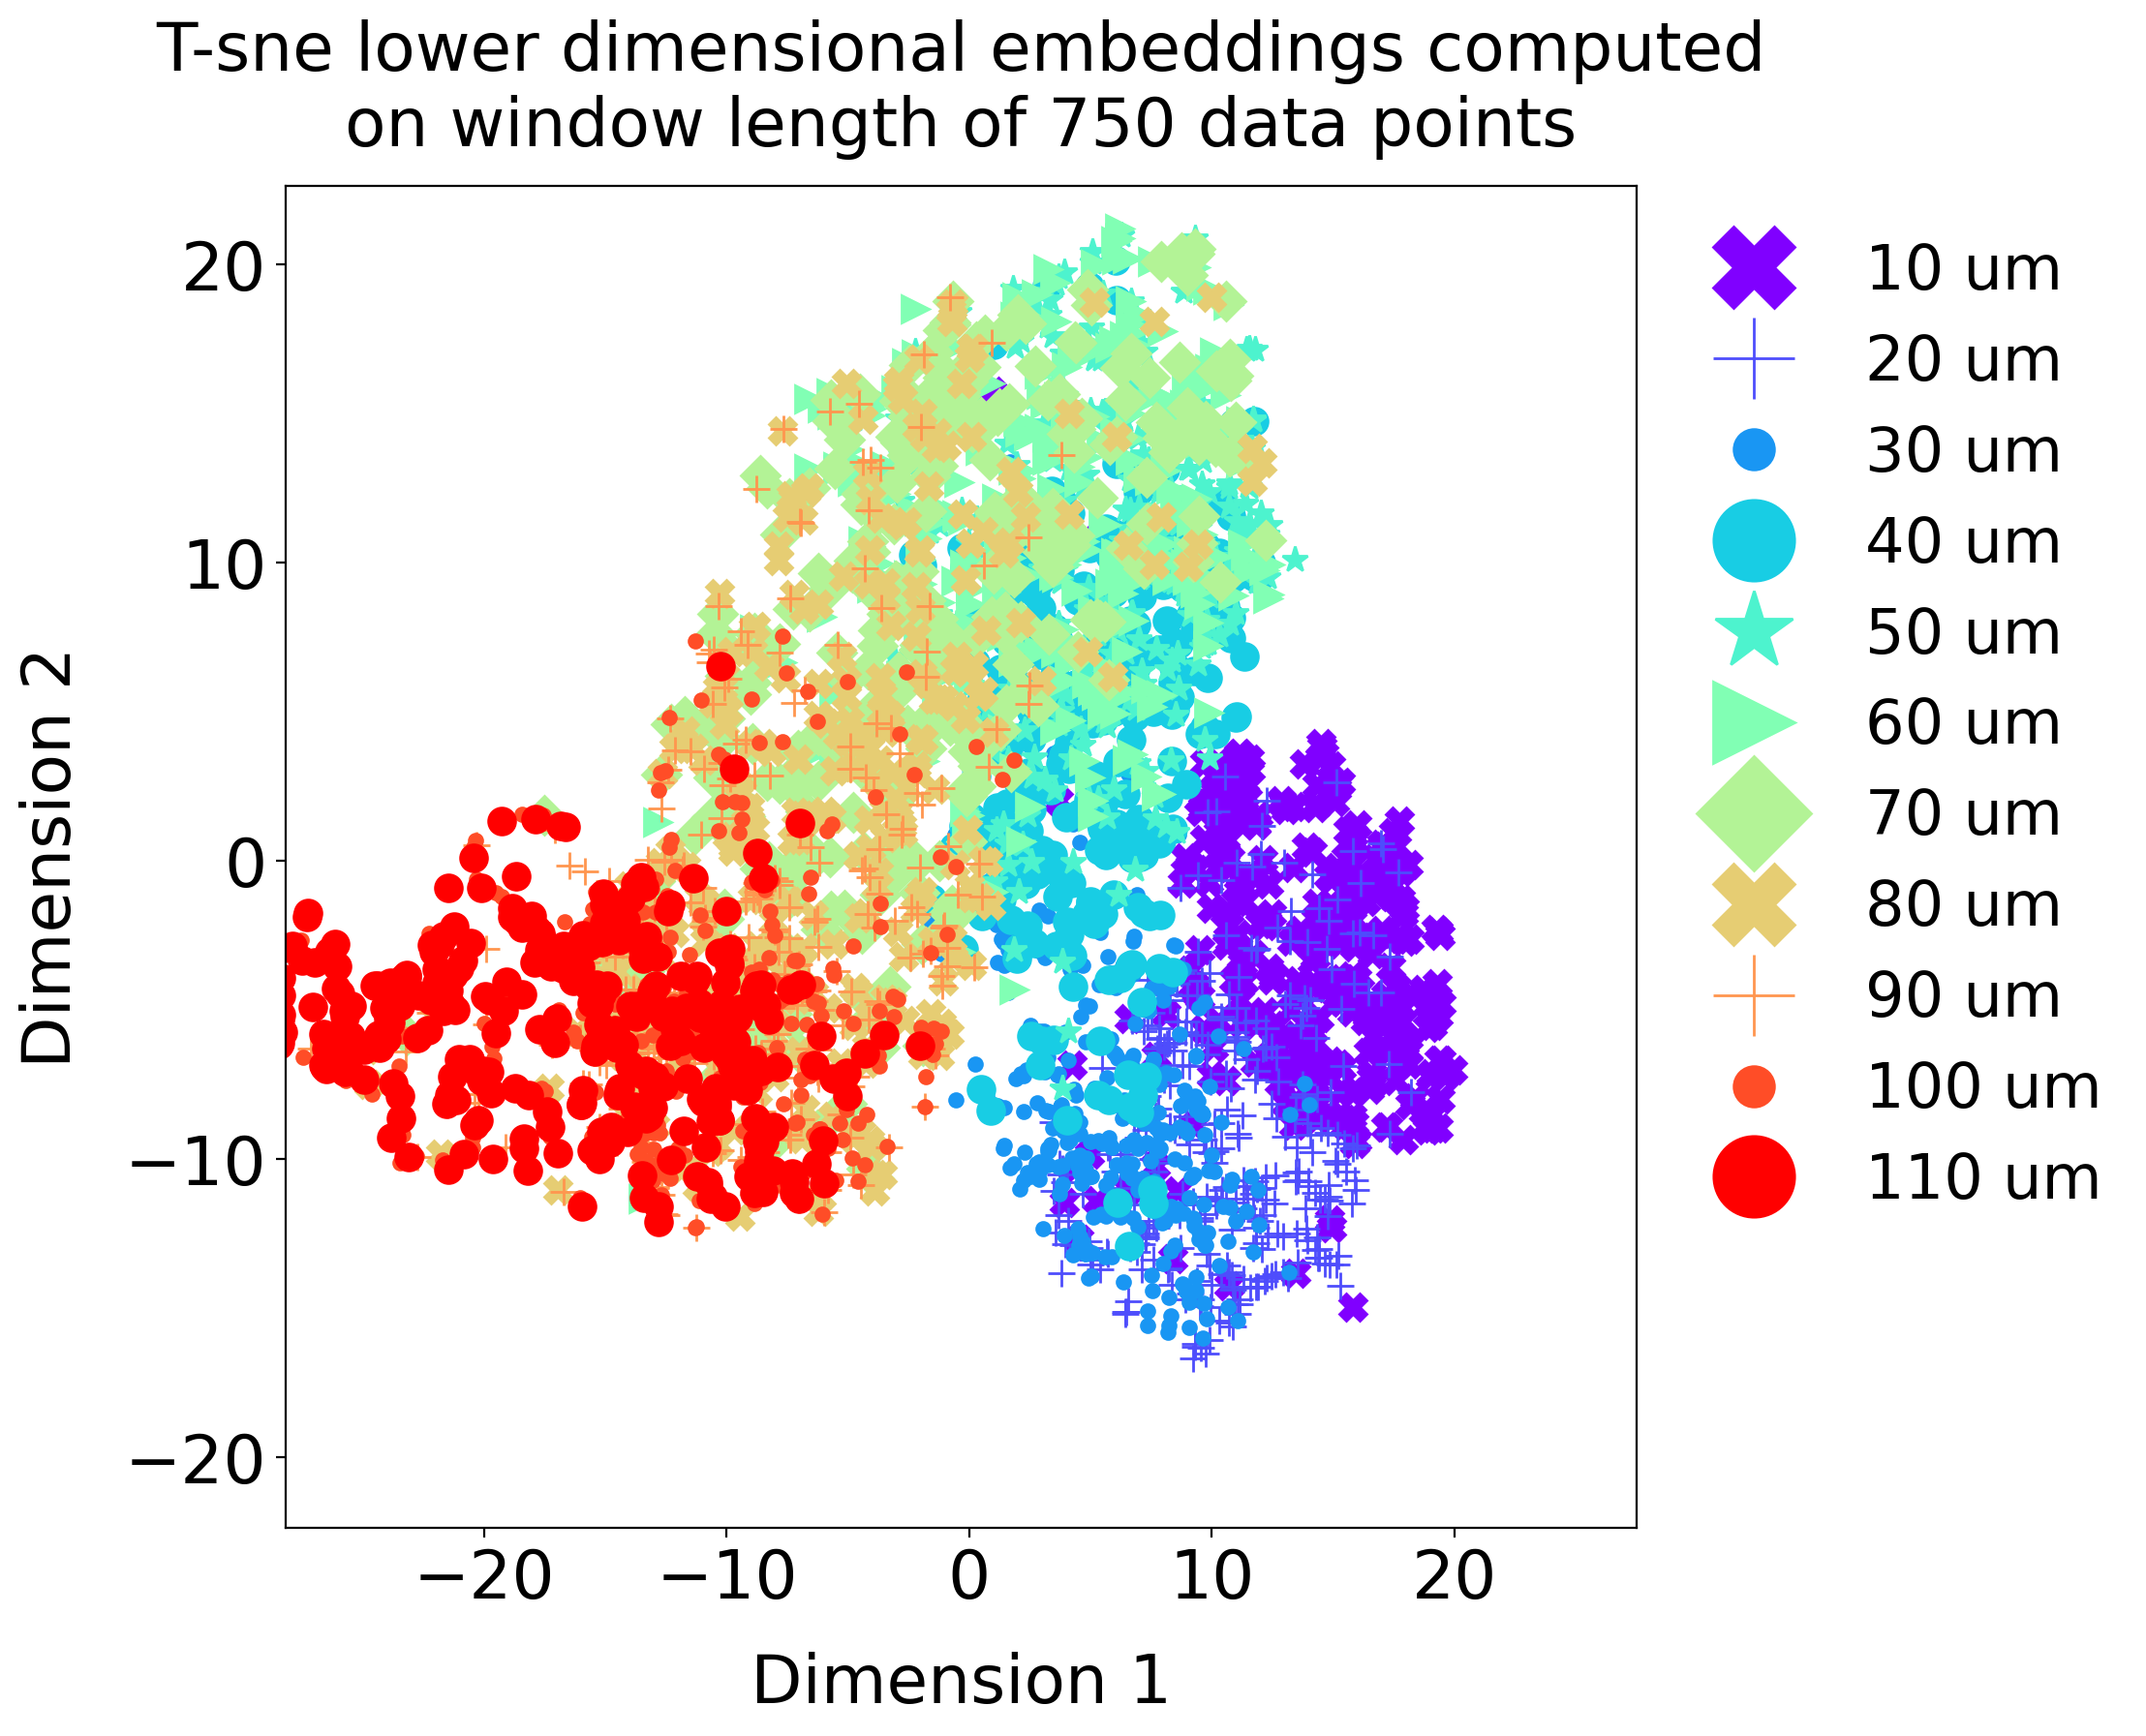 T-sne lower dimensional embeddings computed
on window length of 750 data points
20
10
0
−10
−20
Dimension 2
−20
−10
0
10
20
Dimension 1
10 um
20 um
30 um
40 um
50 um
60 um
70 um
80 um
90 um
100 um
110 um